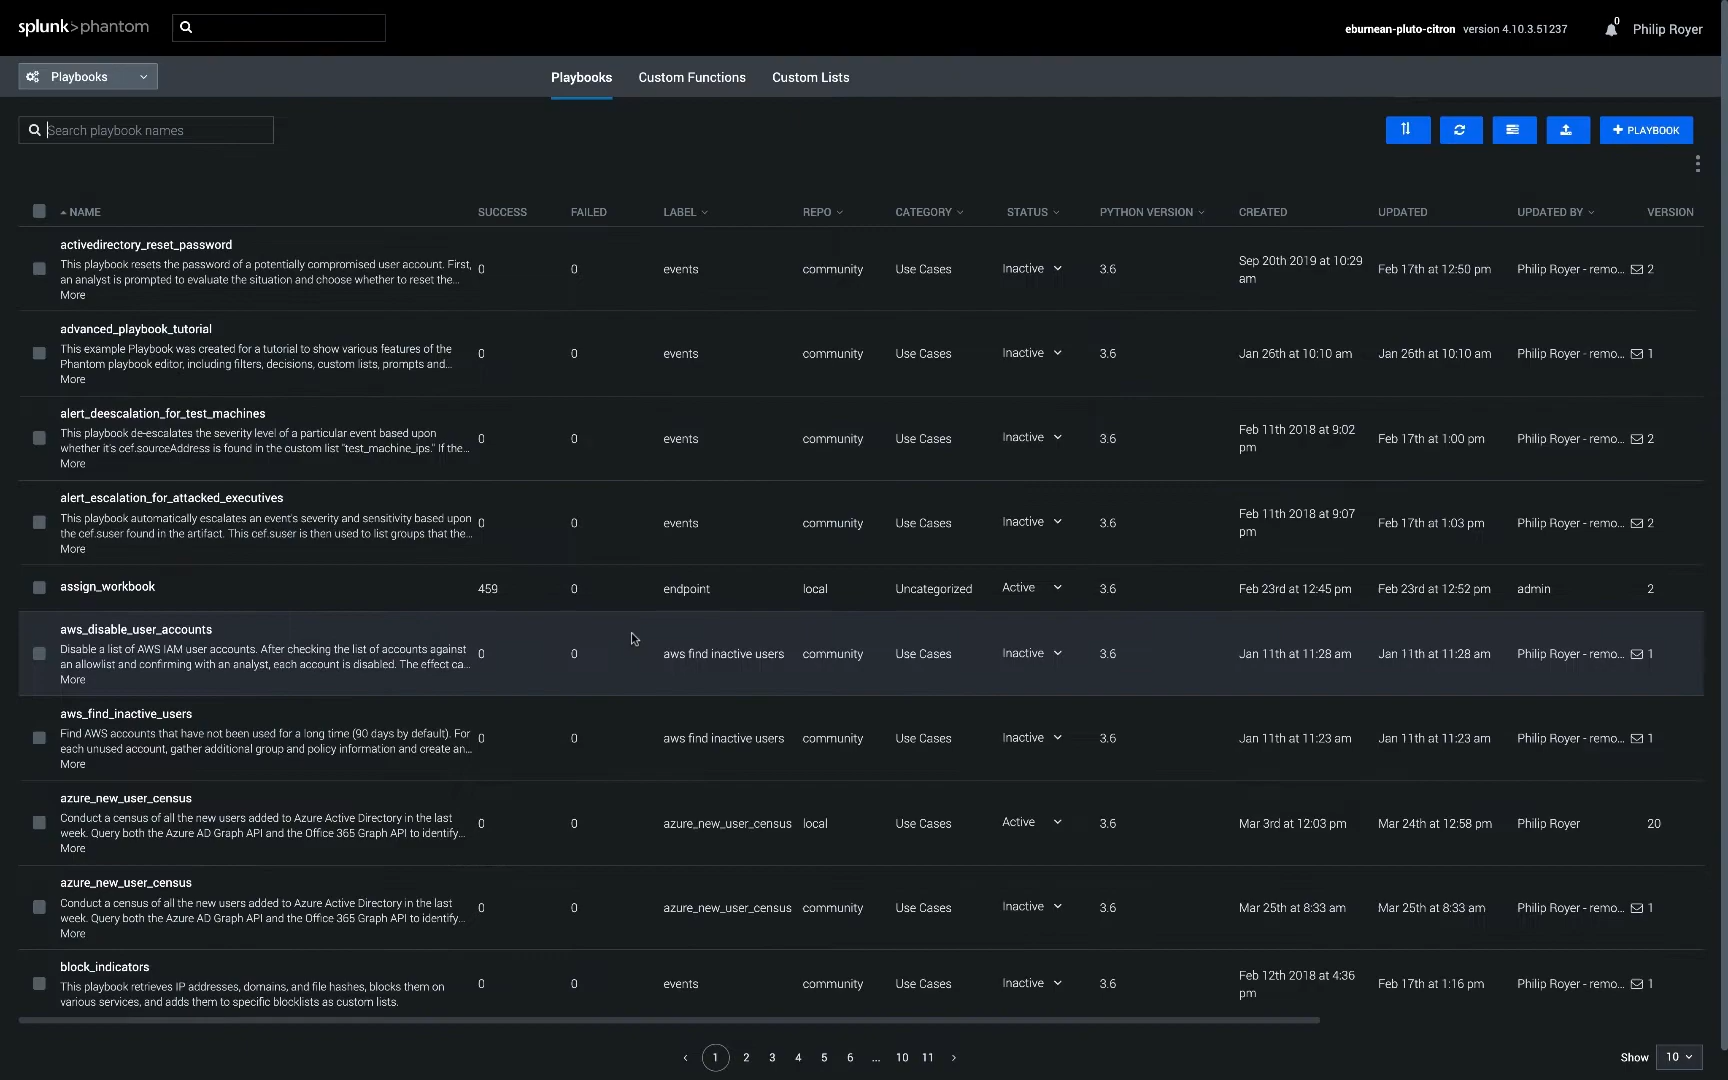 splunk>phantom
eburnean-pluto-citron version 4.10.3.51237
0
Philip Royer
Playbooks
Playbooks Custom Functions Custom Lists
Search playbook names
+ PLAYBOOK
NAME SUCCESS FAILED LABEL REPO CATEGORY STATUS PYTHON VERSION CREATED UPDATED UPDATED BY VERSION
activedirectory_reset_password
This playbook resets the password of a potentially compromised user account. First,
an analyst is prompted to evaluate the situation and choose whether to reset the...
More
0 0 events community Use Cases Inactive 3.6
Sep 20th 2019 at 10:29
am
Feb 17th at 12:50 pm Philip Royer - remo... 2
advanced_playbook_tutorial
This example Playbook was created for a tutorial to show various features of the
Phantom playbook editor, including filters, decisions, custom lists, prompts and...
More
0 0 events community Use Cases Inactive 3.6 Jan 26th at 10:10 am Jan 26th at 10:10 am Philip Royer - remo... 1
alert_deescalation_for_test_machines
This playbook de-escalates the severity level of a particular event based upon
whether it's cef.sourceAddress is found in the custom list "test_machine_ips." If the...
More
0 0 events community Use Cases Inactive 3.6
Feb 11th 2018 at 9:02
pm
Feb 17th at 1:00 pm Philip Royer - remo... 2
alert_escalation_for_attacked_executives
This playbook automatically escalates an event's severity and sensitivity based upon
the cef.suser found in the artifact. This cef.suser is then used to list groups that the...
More
0 0 events community Use Cases Inactive 3.6
Feb 11th 2018 at 9:07
pm
Feb 17th at 1:03 pm Philip Royer - remo... 2
assign_workbook 459 0 endpoint local Uncategorized Active 3.6 Feb 23rd at 12:45 pm Feb 23rd at 12:52 pm admin 2
aws_disable_user_accounts
Disable a list of AWS IAM user accounts. After checking the list of accounts against
an allowlist and confirming with an analyst, each account is disabled. The effect ca...
More
0 0 aws find inactive users community Use Cases Inactive 3.6 Jan 11th at 11:28 am Jan 11th at 11:28 am Philip Royer - remo... 1
aws_find_inactive_users
Find AWS accounts that have not been used for a long time (90 days by default). For
each unused account, gather additional group and policy information and create an...
More
0 0 aws find inactive users community Use Cases Inactive 3.6 Jan 11th at 11:23 am Jan 11th at 11:23 am Philip Royer - remo... 1
azure_new_user_census
Conduct a census of all the new users added to Azure Active Directory in the last
week. Query both the Azure AD Graph API and the Office 365 Graph API to identify...
More
0 0 azure_new_user_census local Use Cases Active 3.6 Mar 3rd at 12:03 pm Mar 24th at 12:58 pm Philip Royer 20
azure_new_user_census
Conduct a census of all the new users added to Azure Active Directory in the last
week. Query both the Azure AD Graph API and the Office 365 Graph API to identify...
More
0 0 azure_new_user_census community Use Cases Inactive 3.6 Mar 25th at 8:33 am Mar 25th at 8:33 am Philip Royer - remo... 1
block_indicators
This playbook retrieves IP addresses, domains, and file hashes, blocks them on
various services, and adds them to specific blocklists as custom lists.
0 0 events community Use Cases Inactive 3.6
Feb 12th 2018 at 4:36
pm
Feb 17th at 1:16 pm Philip Royer - remo... 1
‹ 1 2 3 4 5 6 ... 10 11 ›
Show 10